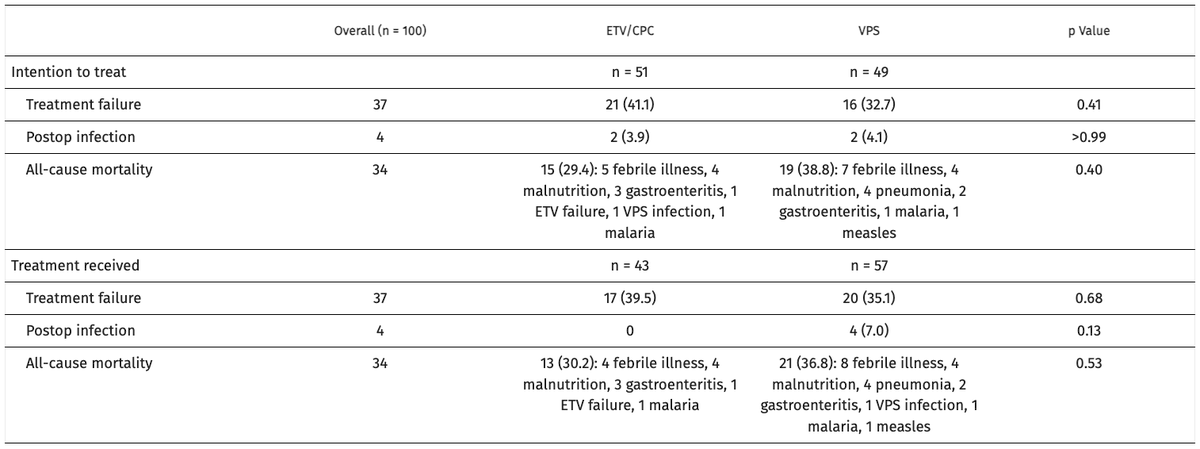 Overall (n = 100) ETV/CPC VPS p Value
Intention to treat n = 51 n = 49
Treatment failure 37 21 (41.1) 16 (32.7) 0.41
Postop infection 4 2 (3.9) 2 (4.1) >0.99
All-cause mortality 34 15 (29.4): 5 febrile illness, 4 19 (38.8): 7 febrile illness, 4 0.40
malnutrition, 3 gastroenteritis, 1 malnutrition, 4 pneumonia, 2
ETV failure, 1 VPS infection, 1 gastroenteritis, 1 malaria, 1
malaria measles
Treatment received n = 43 n = 57
Treatment failure 37 17 (39.5) 20 (35.1) 0.68
Postop infection 4 0 4 (7.0) 0.13
All-cause mortality 34 13 (30.2): 4 febrile illness, 4 21 (36.8): 8 febrile illness, 4 0.53
malnutrition, 3 gastroenteritis, 1 malnutrition, 4 pneumonia, 2
ETV failure, 1 malaria gastroenteritis, 1 VPS infection, 1
malaria, 1 measles